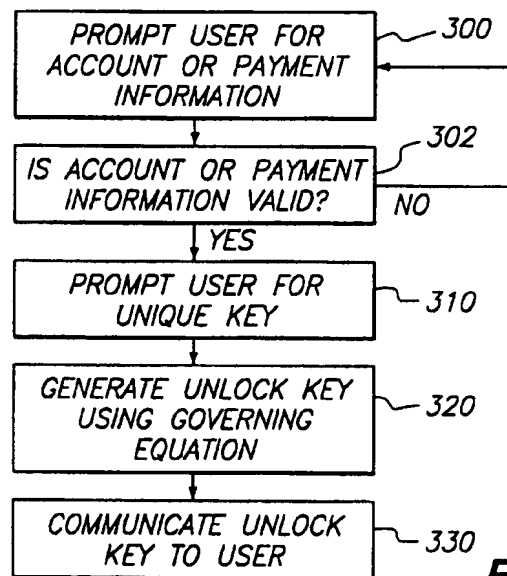 PROMPT USER FOR
ACCOUNT OR PAYMENT
INFORMATION
300
IS ACCOUNT OR PAYMENT
INFORMATION VALID?
302
NO
YES
PROMPT USER FOR
UNIQUE KEY
310
GENERATE UNLOCK KEY
USING GOVERNING
EQUATION
320
COMMUNICATE UNLOCK
KEY TO USER
330